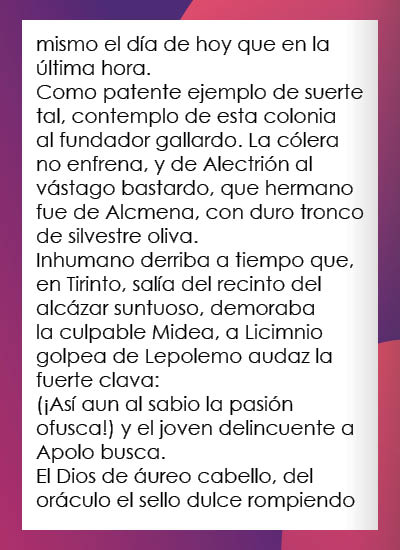 mismo el día de hoy que en la
última hora.
Como patente ejemplo de suerte
tal, contemplo de esta colonia
al fundador gallardo. La cólera
no enfrena, y de Alectrión al
vástago bastardo, que hermano
fue de Alcmena, con duro tronco
de silvestre oliva.
Inhumano derriba a tiempo que,
en Tirinto, salía del recinto del
alcázar suntuoso, demoraba
la culpable Midea, a Licimnio
golpea de Lepolemo audaz la
fuerte clava:
(¡Así aun al sabio la pasión
ofusca!) y el joven delincuente a
Apolo busca.
El Dios de áureo cabello, del
oráculo el sello dulce rompiendo